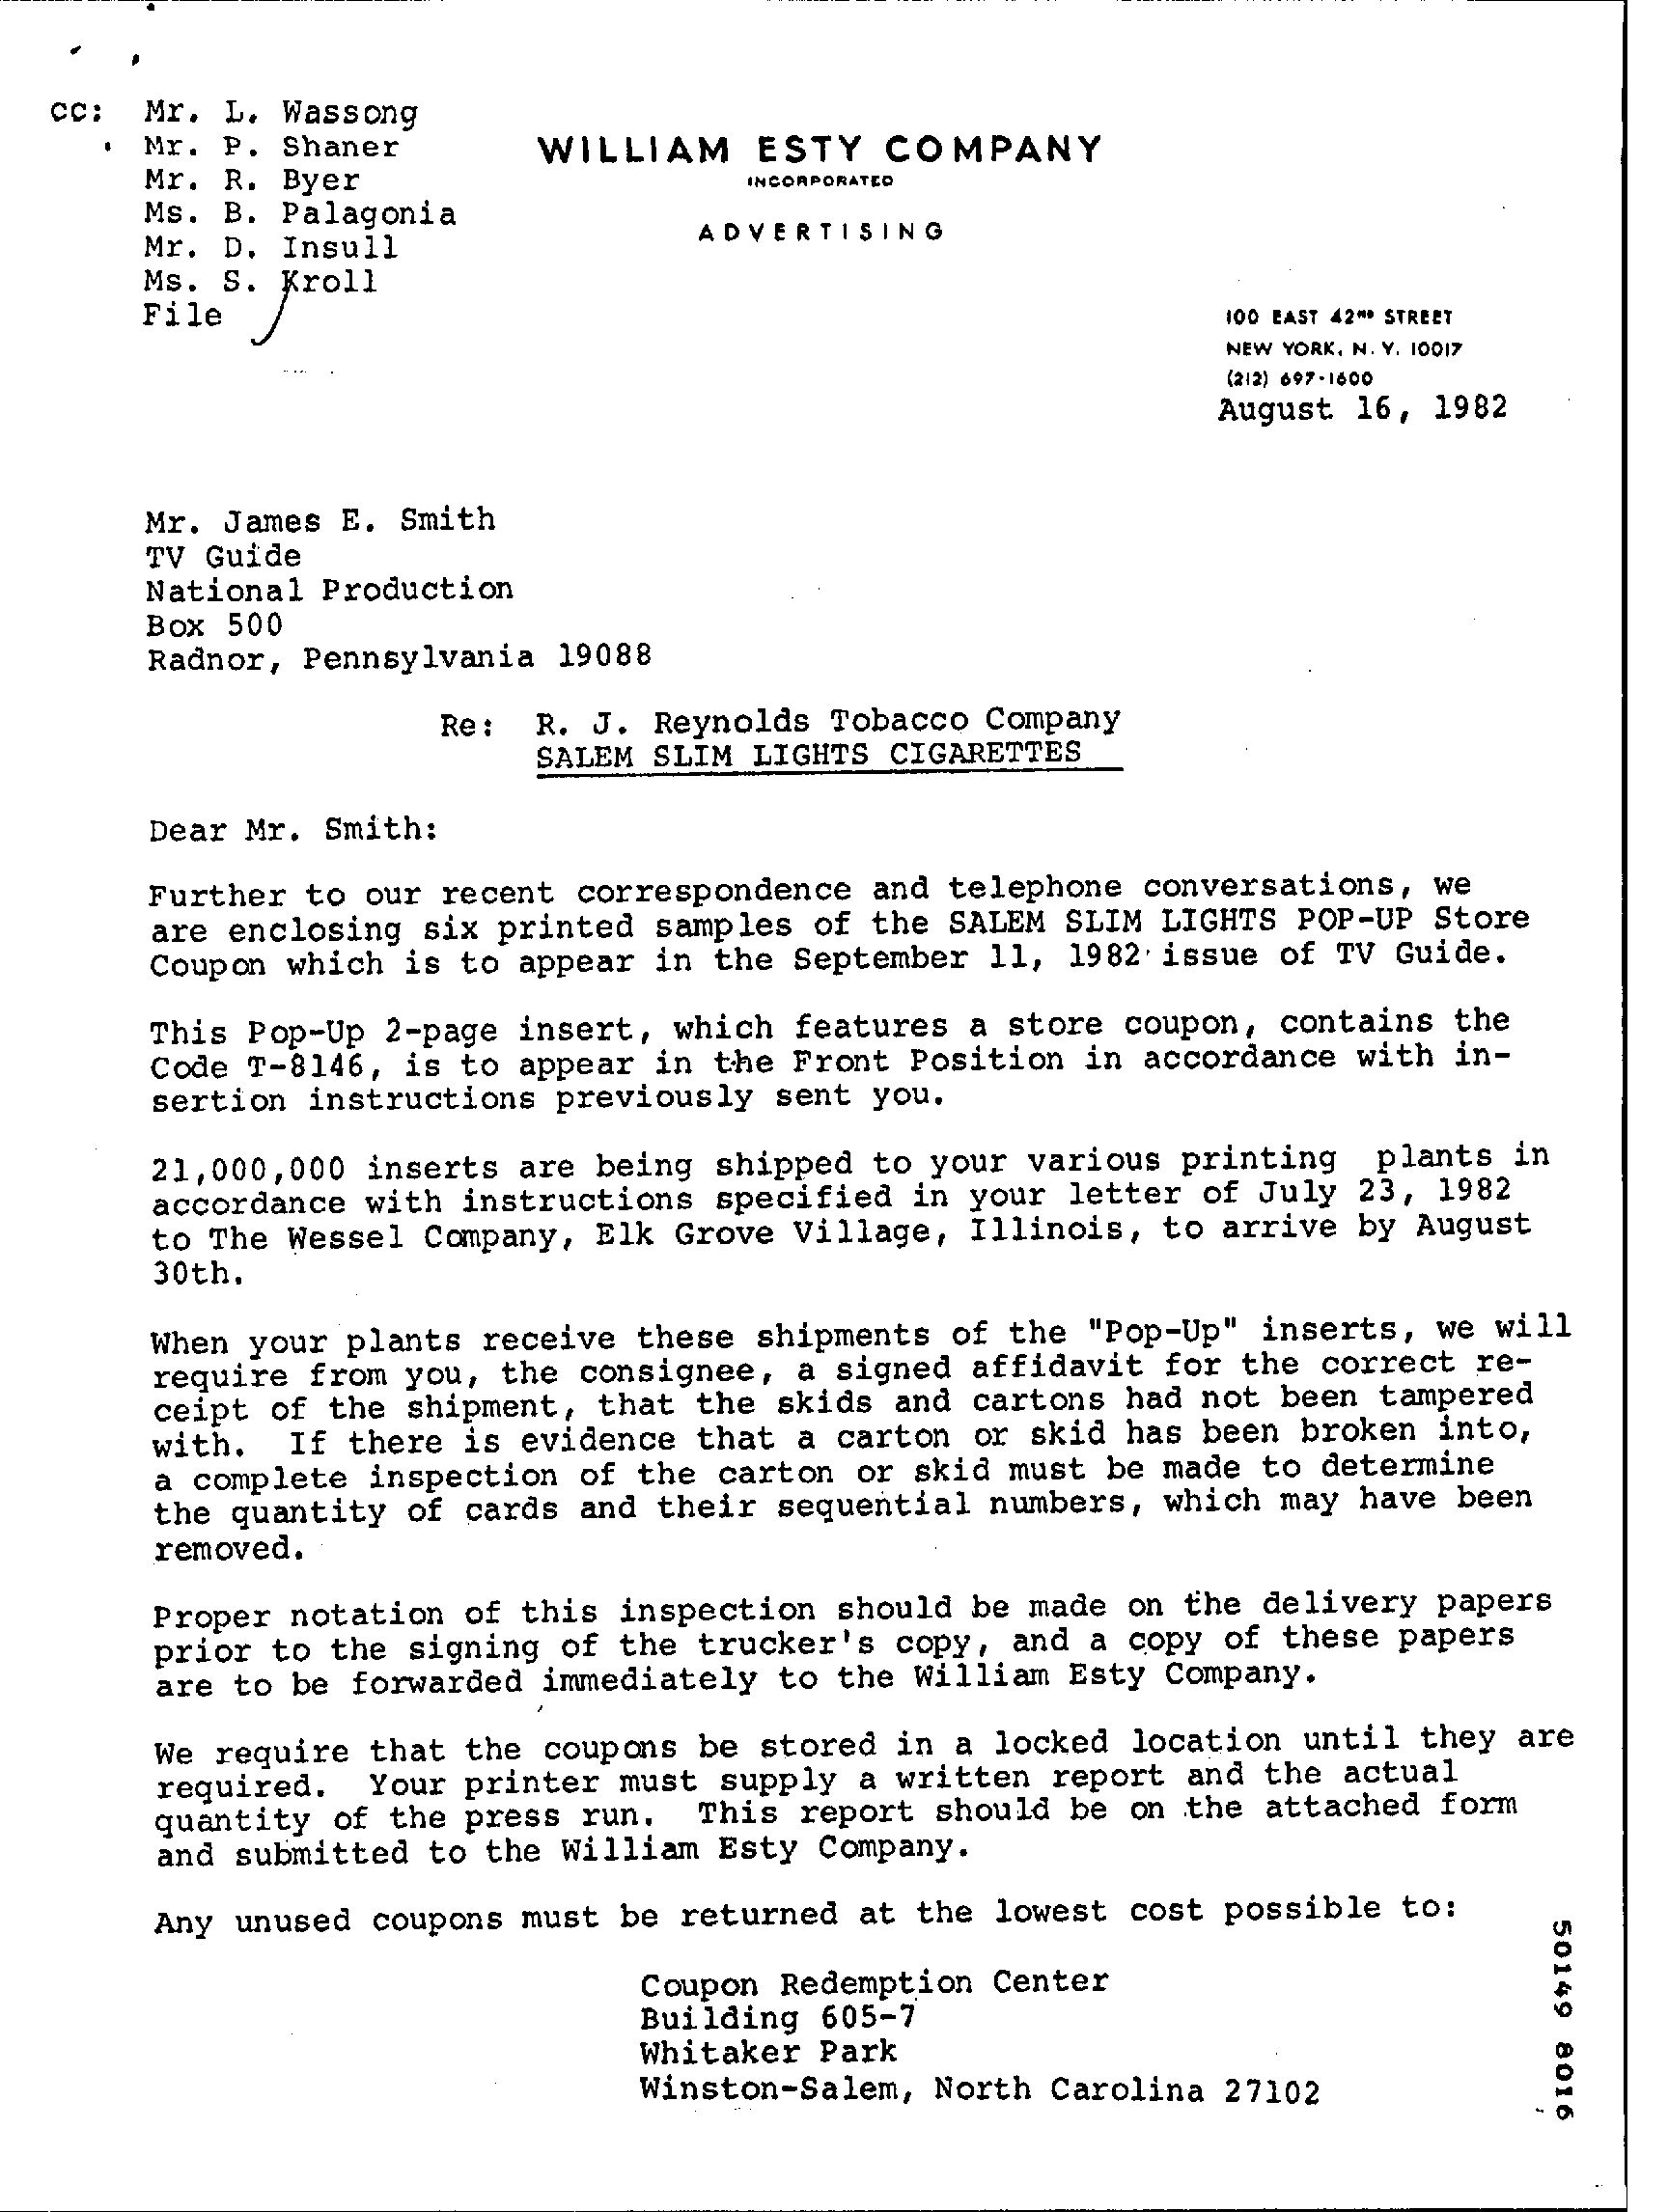 cc: Mr. L. Wassong
Mr. P. Shaner
Mr. R. Byer
Ms. B. Palagonia
Mr. D. Insull
Ms. S. Kroll
File
WILLIAM ESTY COMPANY
INCORPORATED
ADVERTISING
100 EAST 42ND STREET
NEW YORK, N. Y. 10017
(212) 697-1600
August 16, 1982
Mr. James E. Smith
TV Guide
National Production
Box 500
Radnor, Pennsylvania 19088
Re: R. J. Reynolds Tobacco Company
SALEM SLIM LIGHTS CIGARETTES
Dear Mr. Smith:
Further to our recent correspondence and telephone conversations, we
are enclosing six printed samples of the SALEM SLIM LIGHTS POP-UP Store
Coupon which is to appear in the September 11, 1982 issue of TV Guide.
This Pop-Up 2-page insert, which features a store coupon, contains the
Code T-8146, is to appear in the Front Position in accordance with in-
sertion instructions previously sent you.
21,000,000 inserts are being shipped to your various printing plants in
accordance with instructions specified in your letter of July 23, 1982
to The Wessel Company, Elk Grove Village, Illinois, to arrive by August
30th.
When your plants receive these shipments of the "Pop-Up" inserts, we will
require from you, the consignee, a signed affidavit for the correct re-
ceipt of the shipment, that the skids and cartons had not been tampered
with. If there is evidence that a carton or skid has been broken into,
a complete inspection of the carton or skid must be made to determine
the quantity of cards and their sequential numbers, which may have been
removed.
Proper notation of this inspection should be made on the delivery papers
prior to the signing of the trucker's copy, and a copy of these papers
are to be forwarded immediately to the William Esty Company.
We require that the coupons be stored in a locked location until they are
required. Your printer must supply a written report and the actual
quantity of the press run. This report should be on the attached form
and submitted to the William Esty Company.
Any unused coupons must be returned at the lowest cost possible to:
Coupon Redemption Center
Building 605-7
Whitaker Park
Winston-Salem, North Carolina 27102
50149 8016